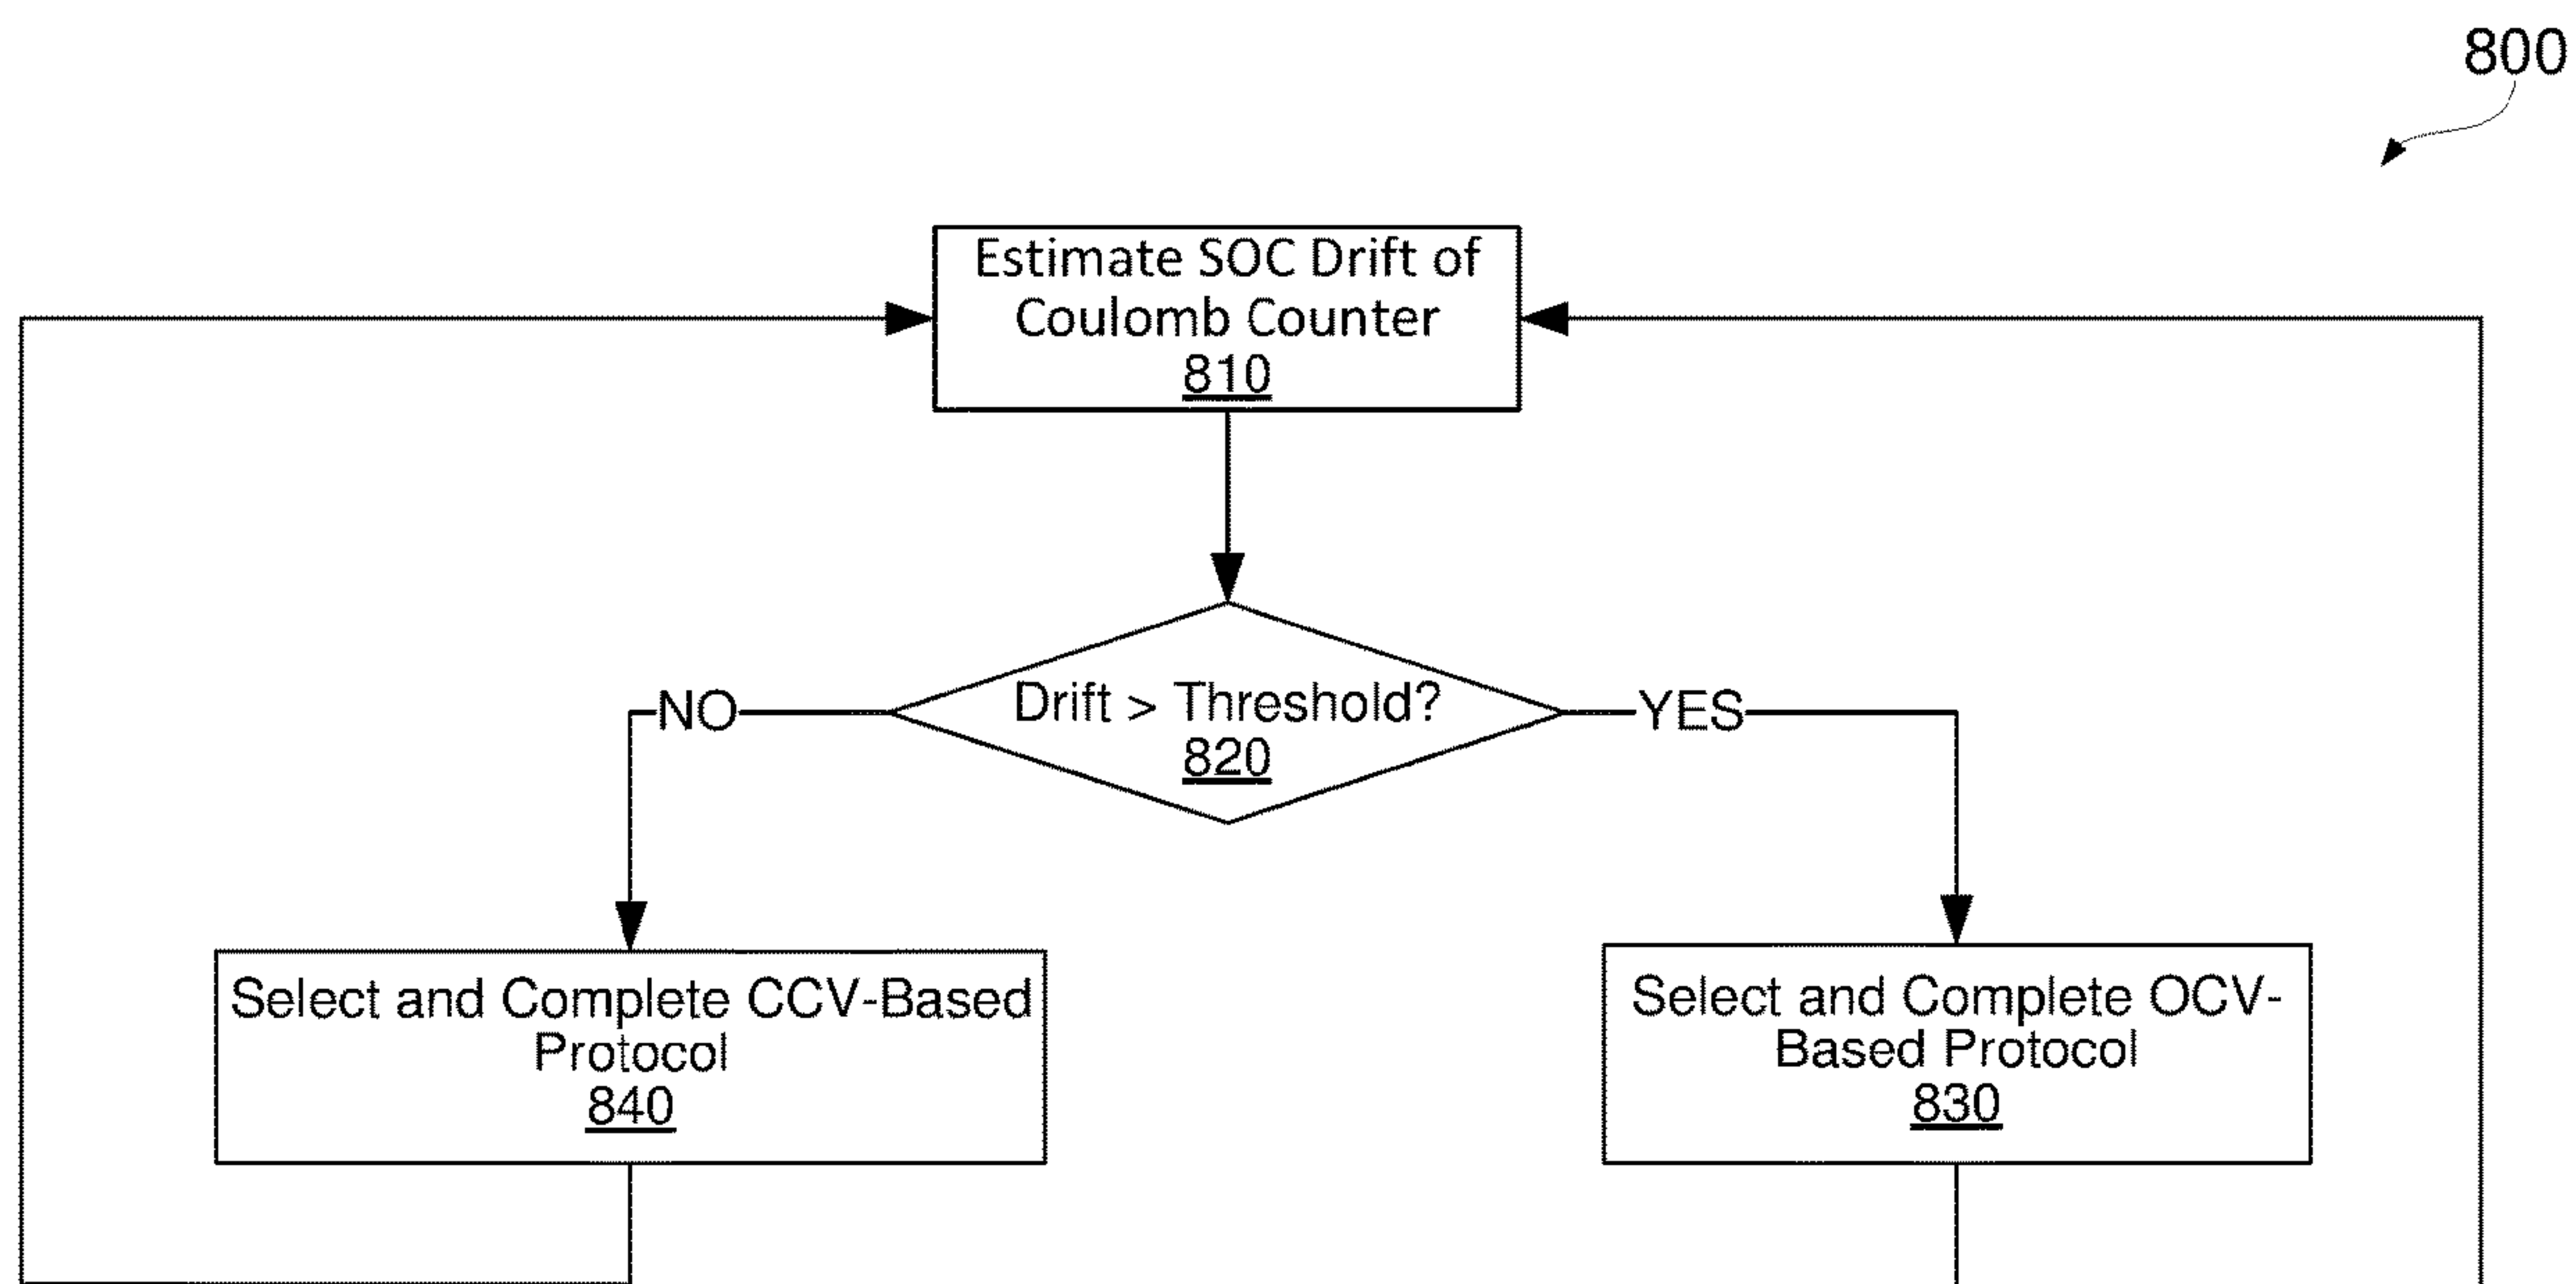 800
Estimate SOC Drift of
Coulomb Counter
810
Drift > Threshold?
820
NO
YES
Select and Complete CCV-Based
Protocol
840
Select and Complete OCV-
Based Protocol
830